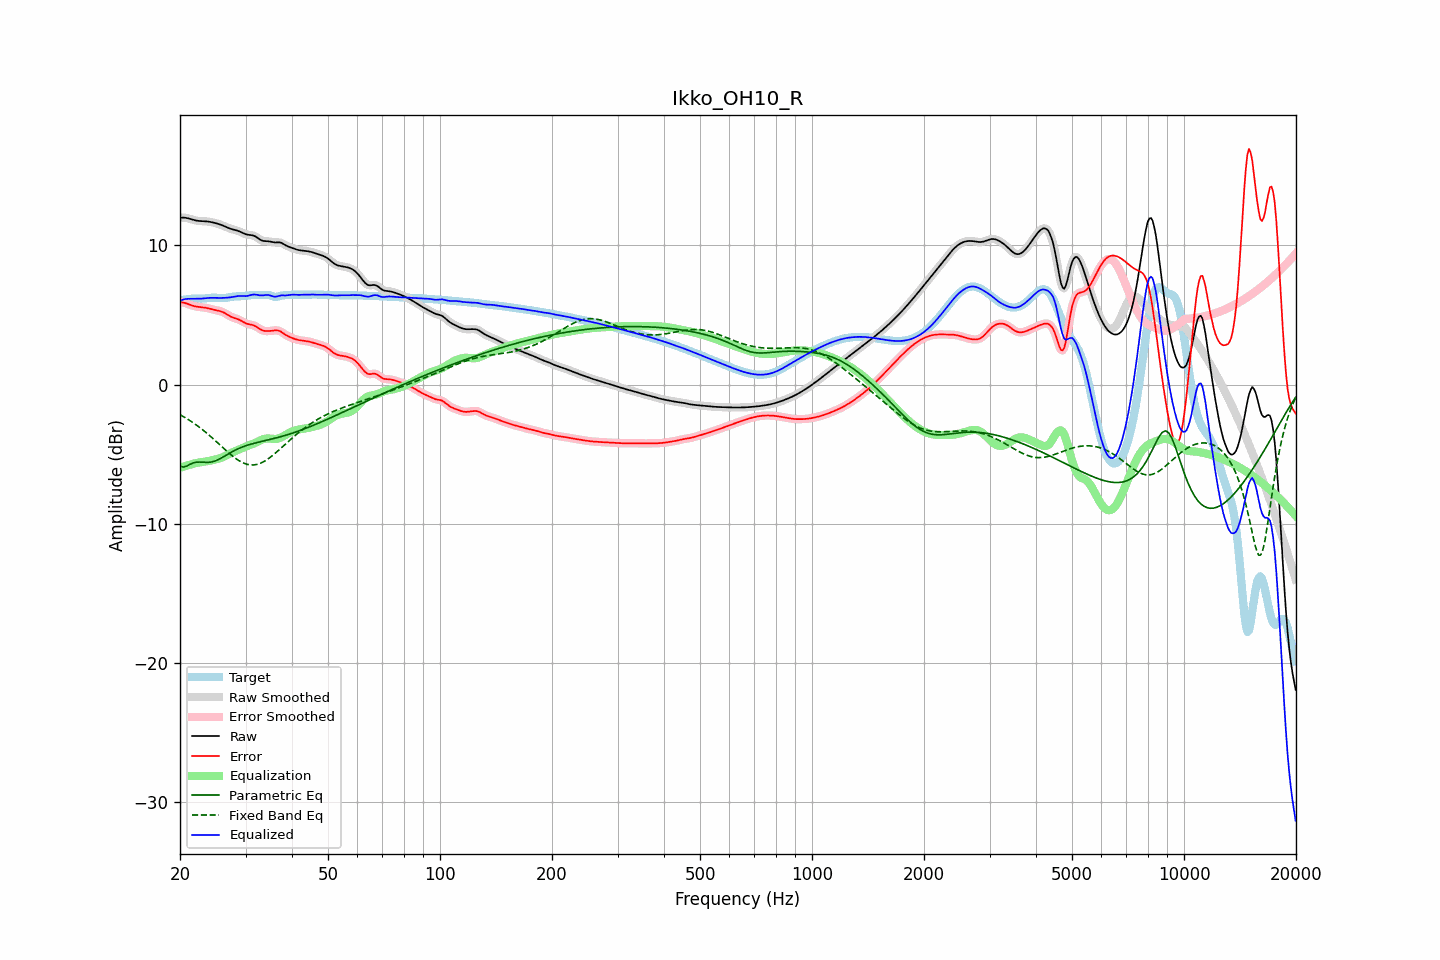 Ikko_OH10_R
Amplitude (dBr)
10
0
−10
−20
−30
Target
Raw Smoothed
Error Smoothed
Raw
Error
Equalization
Parametric Eq
Fixed Band Eq
Equalized
20 50 100 200 500 1000 2000 5000 10000 20000
Frequency (Hz)